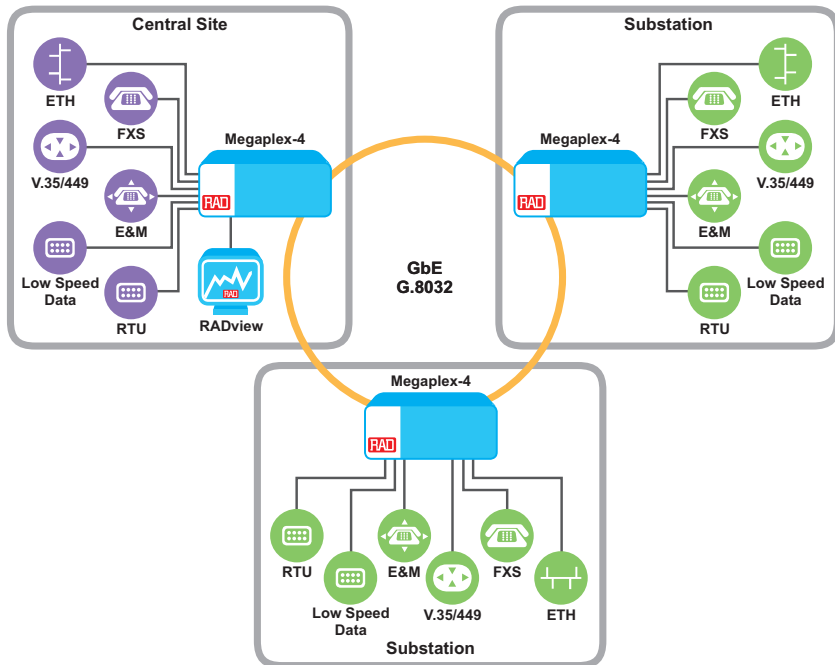 Central Site
ETH
FXS
V.35/449
E&M
Low Speed
Data
RTU
Megaplex-4
RAD
RAD
RADview
GbE
G.8032
Substation
Megaplex-4
RAD
ETH
FXS
V.35/449
E&M
Low Speed
Data
RTU
Megaplex-4
RAD
RTU
Low Speed
Data
E&M
V.35/449
FXS
ETH
Substation